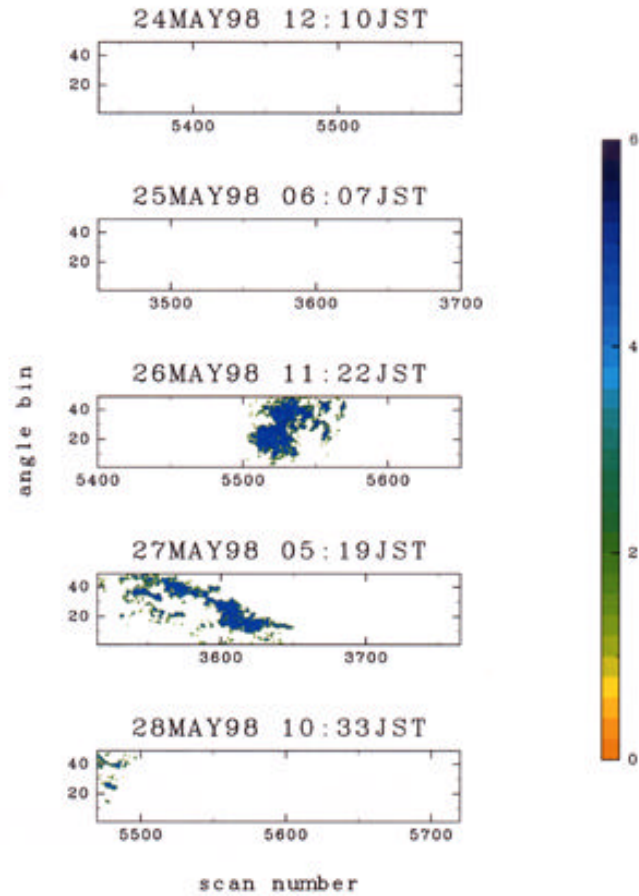 24MAY98 12:10JST
40
20
5400 5500
25MAY98 06:07JST
40
20
3500 3600 3700
26MAY98 11:22JST
40
20
5400 5500 5600
27MAY98 05:19JST
40
20
3600 3700
28MAY98 10:33JST
40
20
5500 5600 5700
angle bin
scan number
6
4
2
0